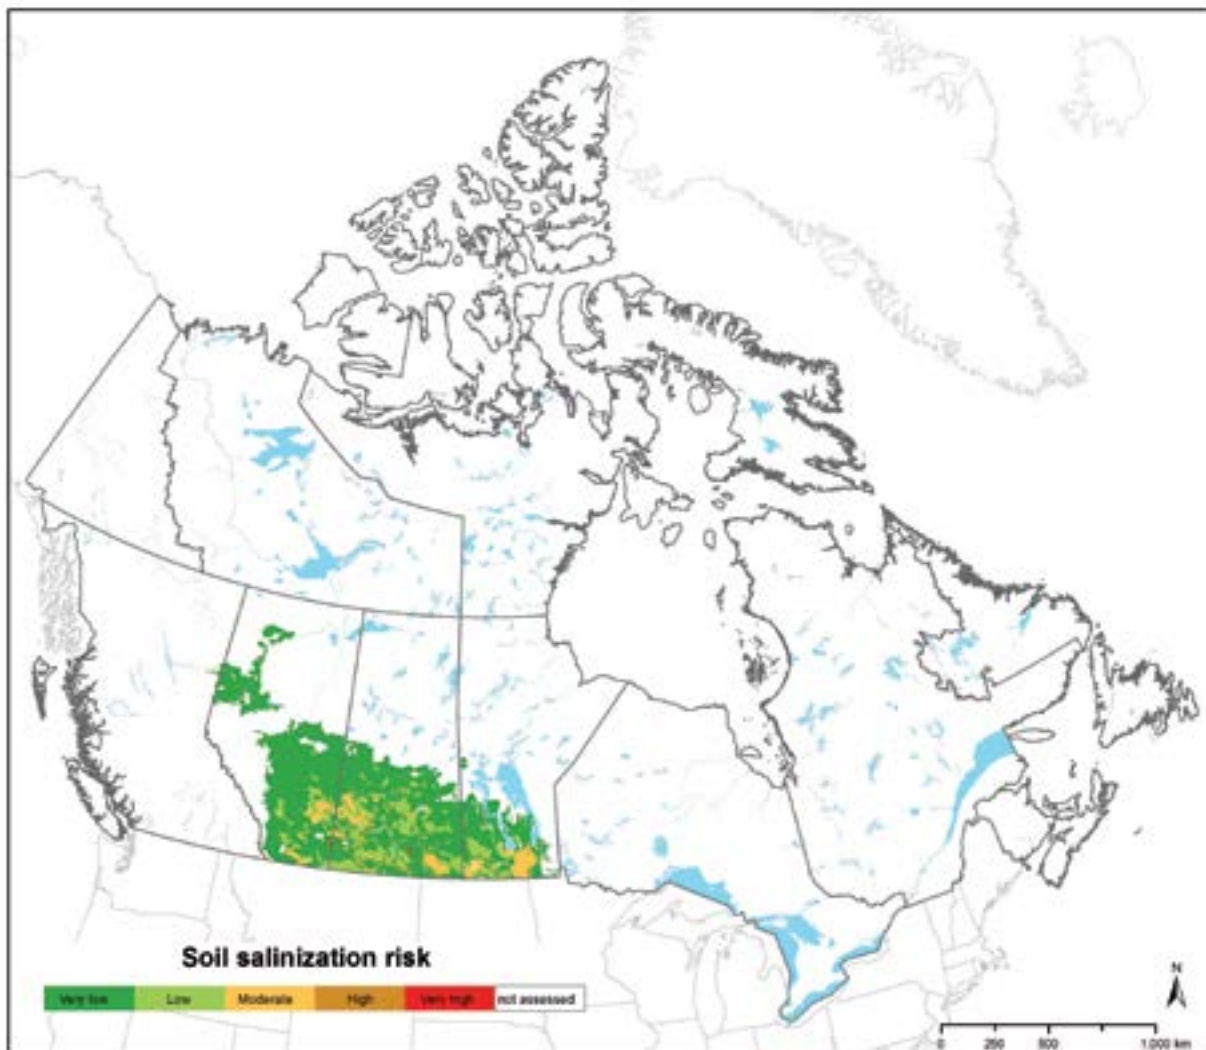 Soil salinization risk
Very low Low Moderate High Very high not assessed
N
0 250 500 1,000 km